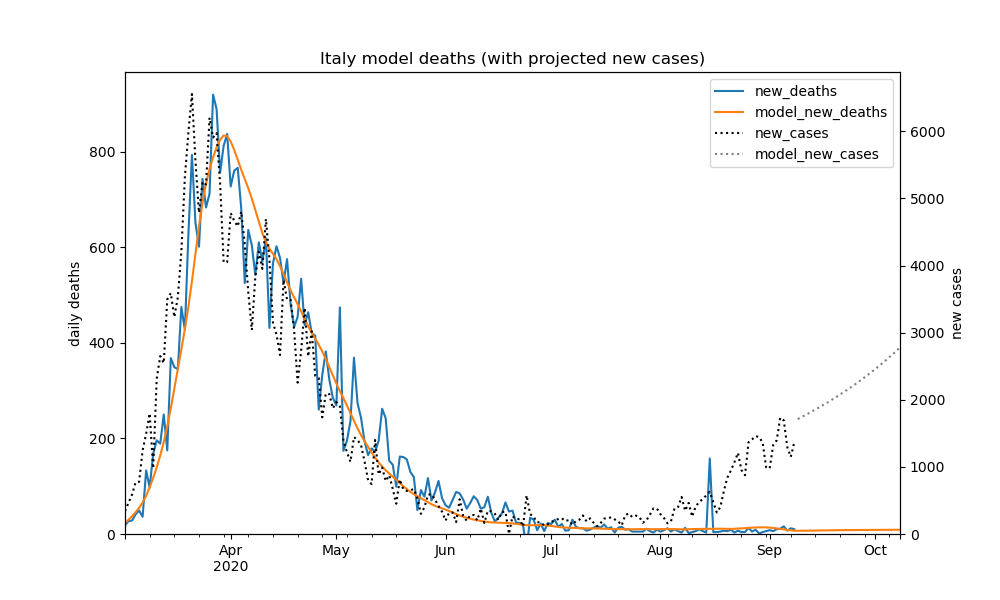 Italy model deaths (with projected new cases)
new_deaths
model_new_deaths
new_cases
model_new_cases
daily deaths
800
600
400
200
0
new cases
6000
5000
4000
3000
2000
1000
0
Apr
2020
May
Jun
Jul
Aug
Sep
Oct